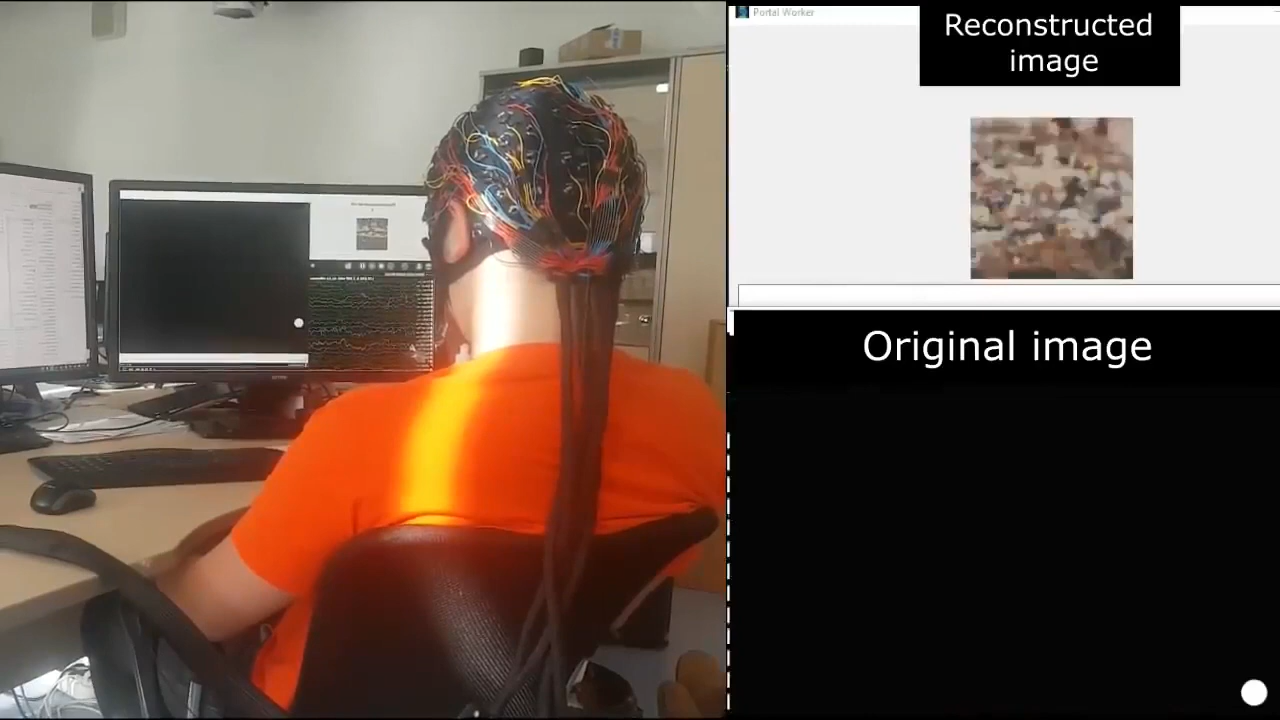 Portal Worker
Reconstructed
image
Original image